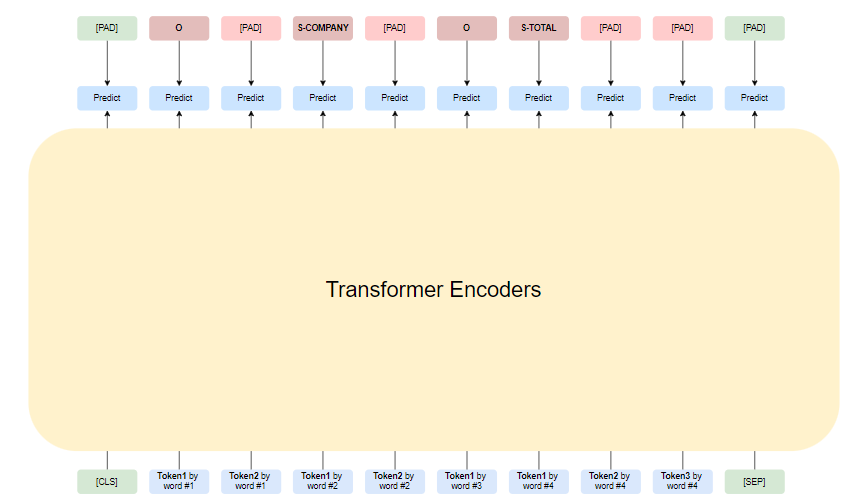 [PAD] O [PAD] S-COMPANY [PAD] O S-TOTAL [PAD] [PAD] [PAD]
Predict Predict Predict Predict Predict Predict Predict Predict Predict Predict
Transformer Encoders
[CLS]
Token1 by
word #1
Token2 by
word #1
Token1 by
word #2
Token2 by
word #2
Token1 by
word #3
Token1 by
word #4
Token2 by
word #4
Token3 by
word #4
[SEP]